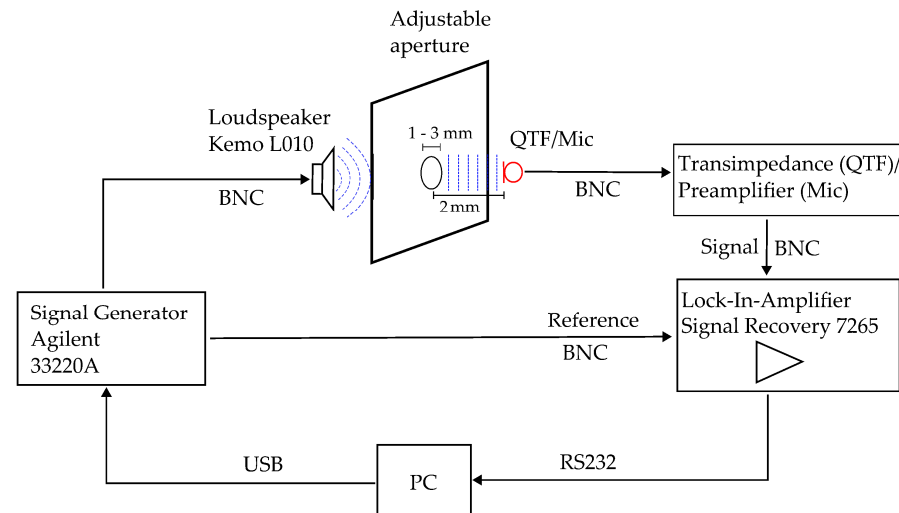 Adjustable
aperture
Loudspeaker
Kemo L010
1 - 3 mm
QTF/Mic
BNC
2 mm
BNC
Transimpedance (QTF)/
Preamplifier (Mic)
Signal
BNC
Signal Generator
Agilent
33220A
Reference
BNC
Lock-In-Amplifier
Signal Recovery 7265
USB
PC
RS232